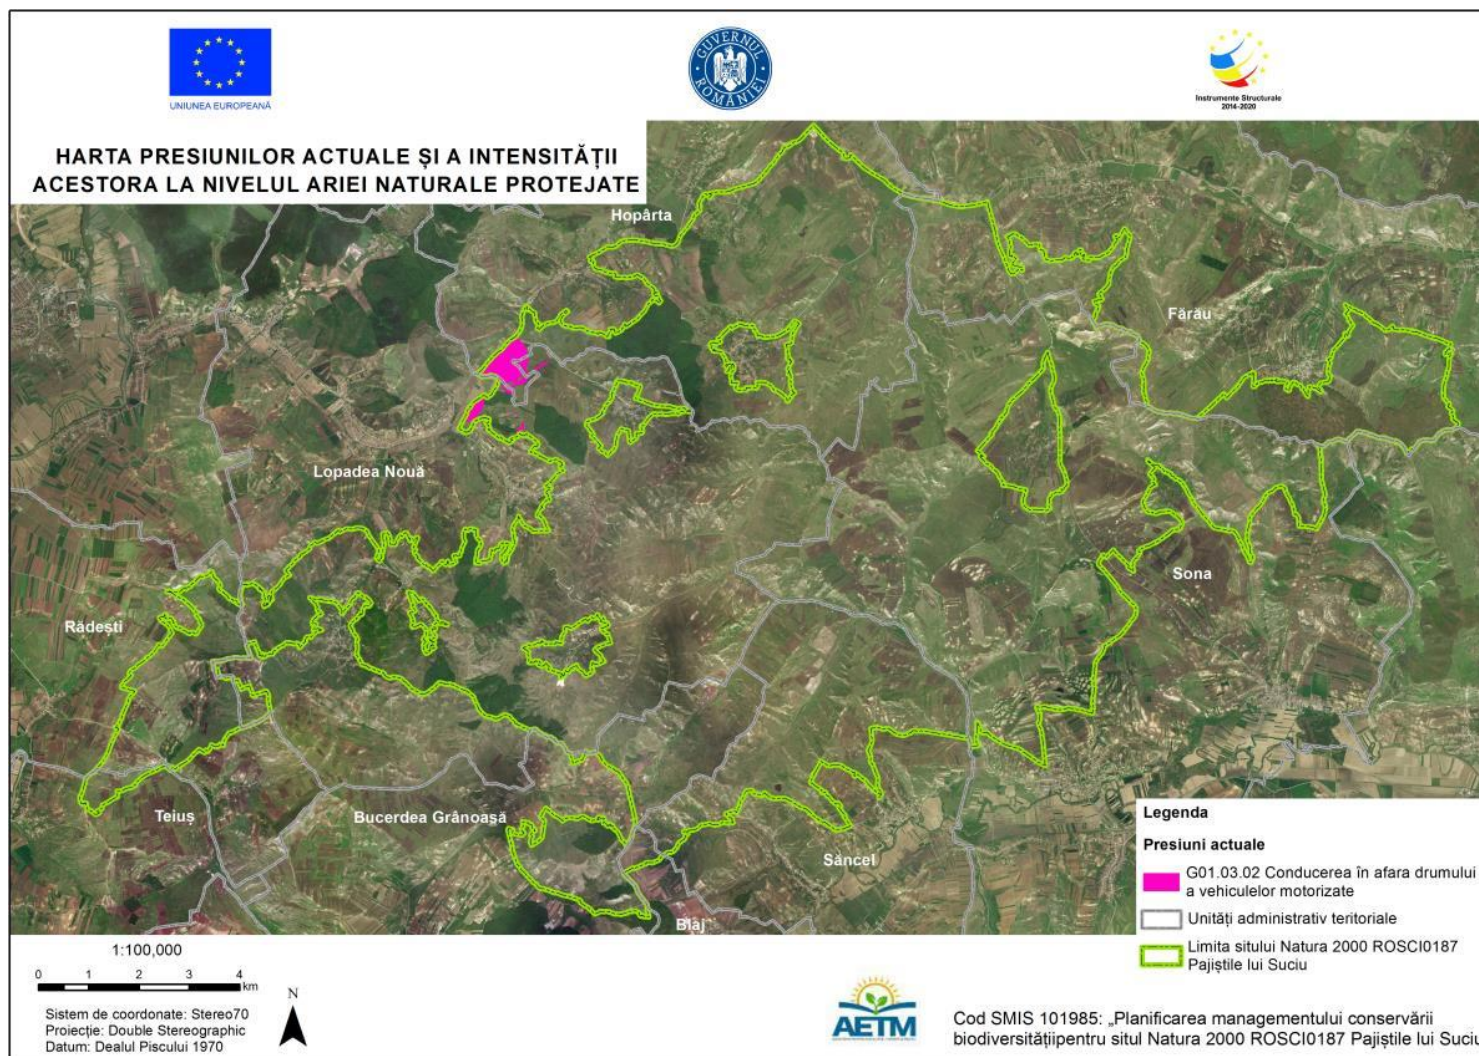 UNIUNEA EUROPEANĂ
GUVERNUL ROMÂNIEI
Instrumente Structurale
2014-2020
HARTA PRESIUNILOR ACTUALE ȘI A INTENSITĂȚII
ACESTORA LA NIVELUL ARIEI NATURALE PROTEJATE
Hopârta
Fărău
Lopadea Nouă
Sona
Rădești
Teiuș
Bucerdea Grânoașă
Săncel
Blaj
Legenda
Presiuni actuale
G01.03.02 Conducerea în afara drumului
a vehiculelor motorizate
Unități administrativ teritoriale
Limita sitului Natura 2000 ROSCI0187
Pajiștile lui Suciu
1:100,000
0 1 2 3 4
km
Sistem de coordonate: Stereo70
Proiecție: Double Stereographic
Datum: Dealul Piscului 1970
N
AETM
Cod SMIS 101985: „Planificarea managementului conservării
biodiversitățiipentru situl Natura 2000 ROSCI0187 Pajiștile lui Suciu